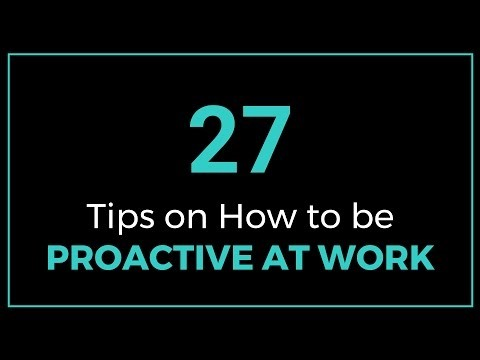 27
Tips on How to be
PROACTIVE AT WORK